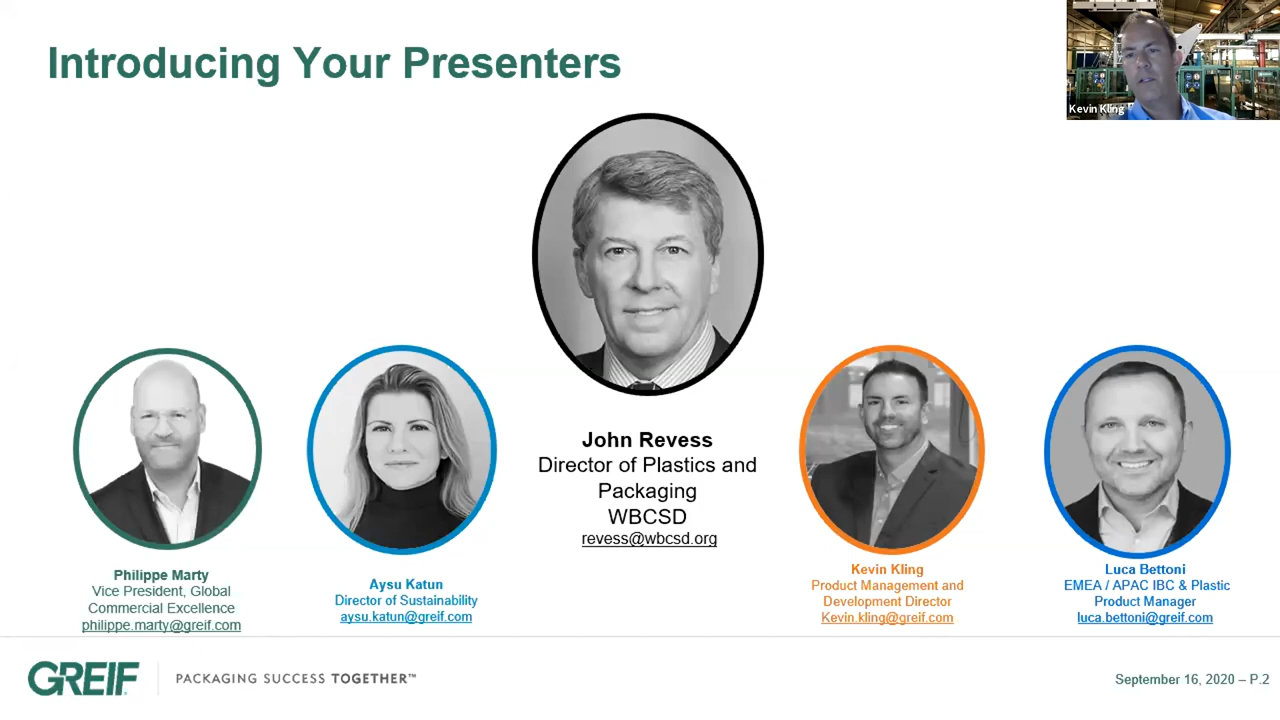 Introducing Your Presenters
Kevin Kling
John Revess
Director of Plastics and
Packaging
WBCSD
revess@wbcsd.org
Philippe Marty
Vice President, Global
Commercial Excellence
philippe.marty@greif.com
Aysu Katun
Director of Sustainability
aysu.katun@greif.com
Kevin Kling
Product Management and
Development Director
Kevin.kling@greif.com
Luca Bettoni
EMEA / APAC IBC & Plastic
Product Manager
luca.bettoni@greif.com
GREIF
PACKAGING SUCCESS TOGETHER™
September 16, 2020 – P.2